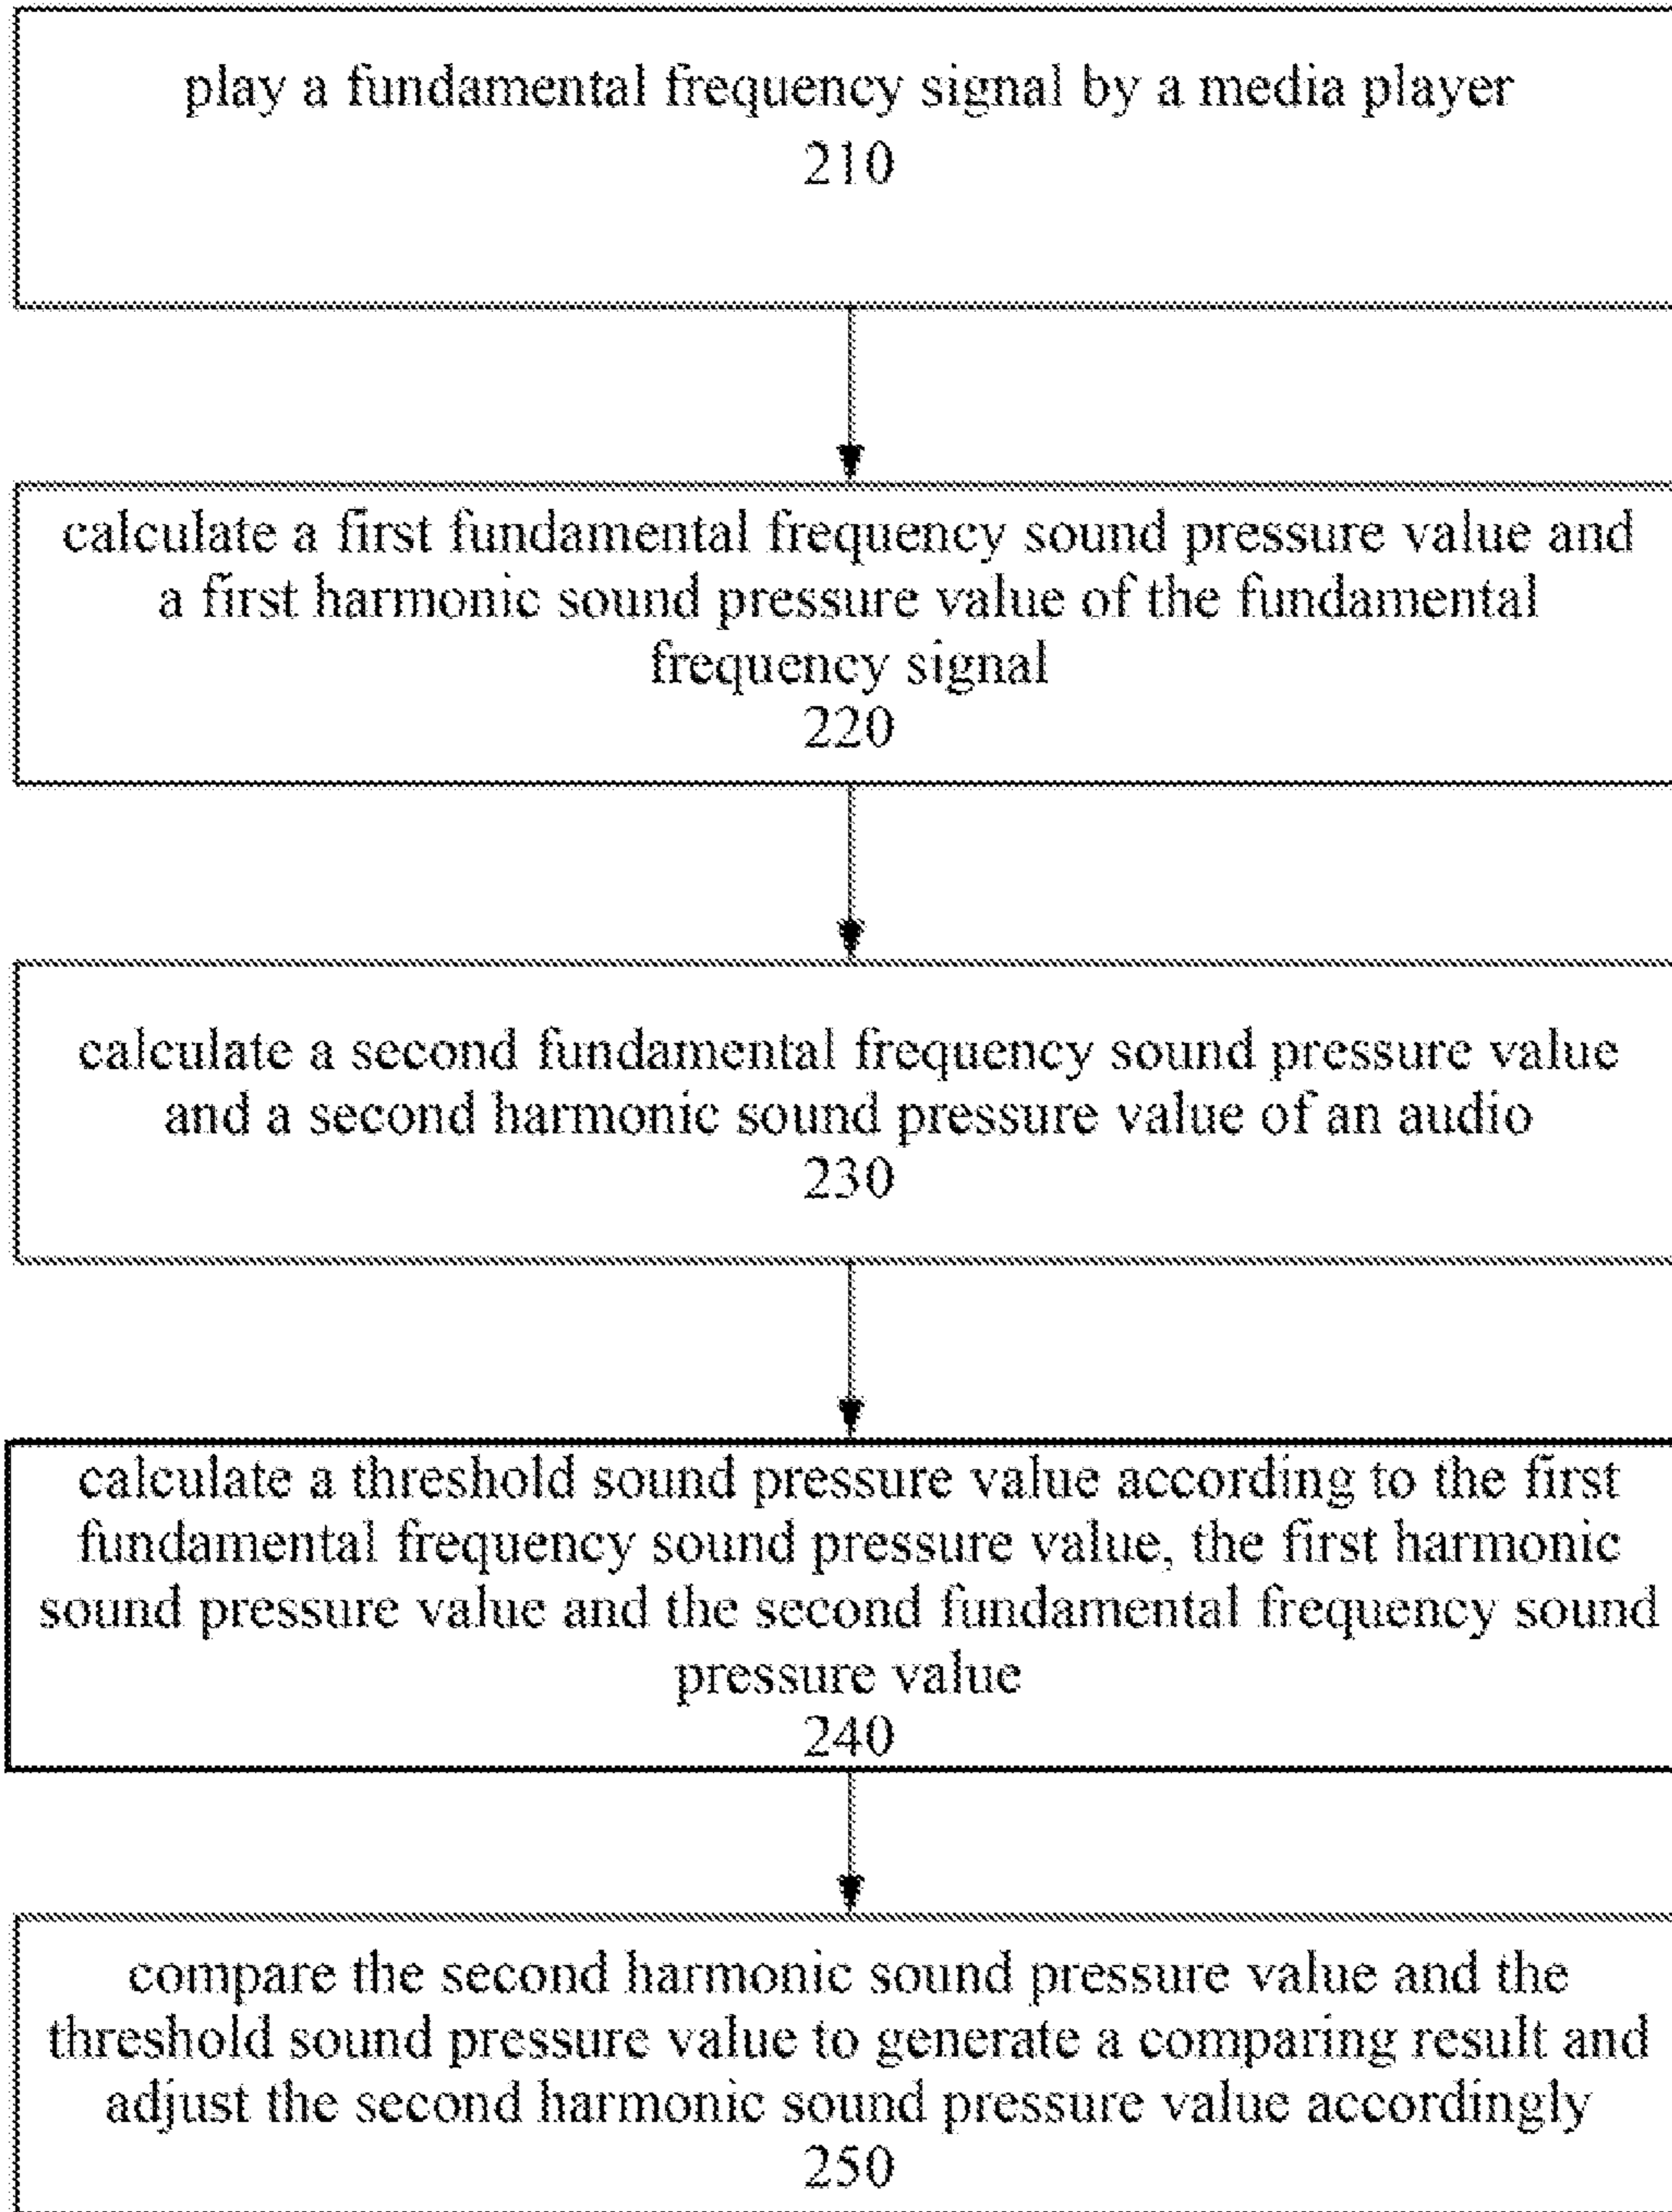 play a fundamental frequency signal by a media player
210
calculate a first fundamental frequency sound pressure value and
a first harmonic sound pressure value of the fundamental
frequency signal
220
calculate a second fundamental frequency sound pressure value
and a second harmonic sound pressure value of an audio
230
calculate a threshold sound pressure value according to the first
fundamental frequency sound pressure value, the first harmonic
sound pressure value and the second fundamental frequency sound
pressure value
240
compare the second harmonic sound pressure value and the
threshold sound pressure value to generate a comparing result and
adjust the second harmonic sound pressure value accordingly
250